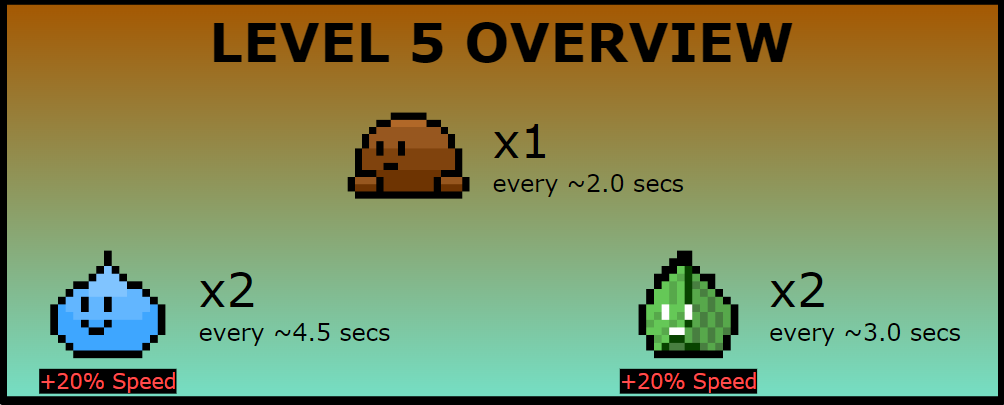 LEVEL 5 OVERVIEW
x1
every ~2.0 secs
x2
every ~4.5 secs
+20% Speed
x2
every ~3.0 secs
+20% Speed